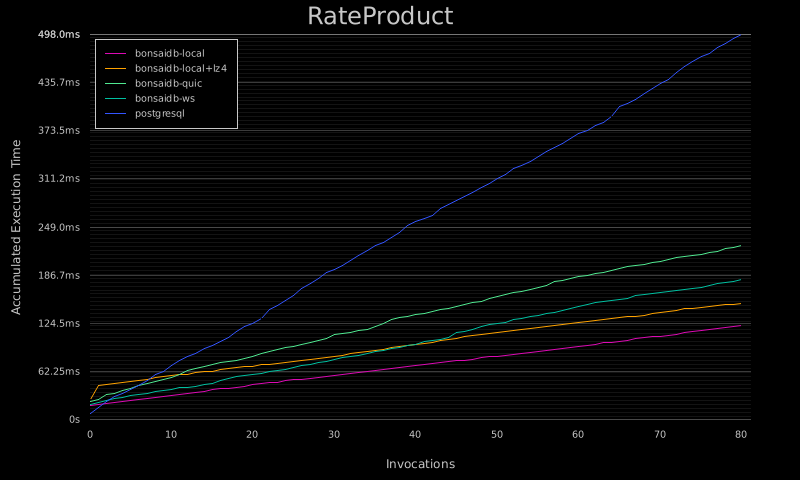 RateProduct
498.0ms
435.7ms
373.5ms
311.2ms
249.0ms
186.7ms
124.5ms
62.25ms
0s
bonsaidb-local
bonsaidb-local+lz4
bonsaidb-quic
bonsaidb-ws
postgresql
Accumulated Execution Time
0 10 20 30 40 50 60 70 80
Invocations